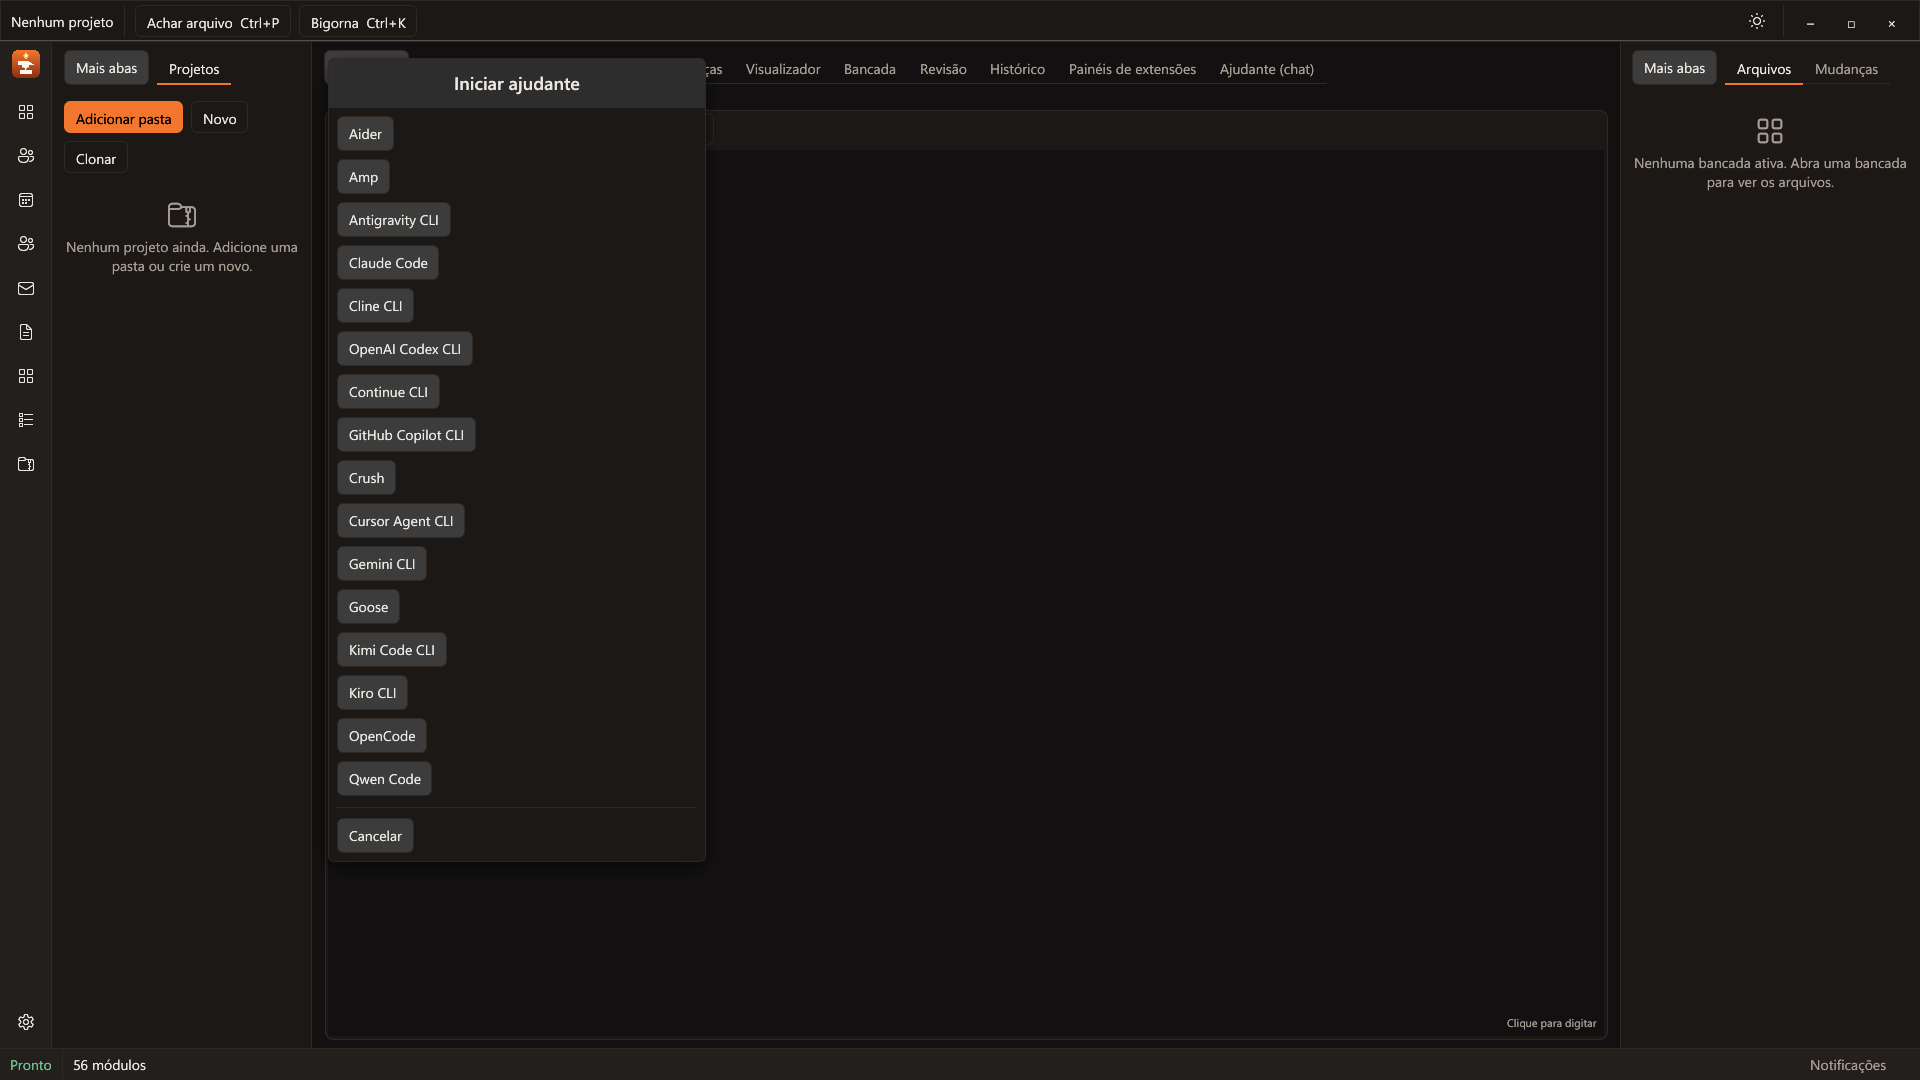 Nenhum projeto
Achar arquivo Ctrl+P
Bigorna Ctrl+K
Mais abas
Projetos
Adicionar pasta
Novo
Clonar
Nenhum projeto ainda. Adicione uma
pasta ou crie um novo.
Iniciar ajudante
Aider
Amp
Antigravity CLI
Claude Code
Cline CLI
OpenAI Codex CLI
Continue CLI
GitHub Copilot CLI
Crush
Cursor Agent CLI
Gemini CLI
Goose
Kimi Code CLI
Kiro CLI
OpenCode
Qwen Code
Cancelar
Visualizador
Bancada
Revisão
Histórico
Painéis de extensões
Ajudante (chat)
Clique para digitar
Mais abas
Arquivos
Mudanças
Nenhuma bancada ativa. Abra uma bancada
para ver os arquivos.
Pronto
56 módulos
Notificações